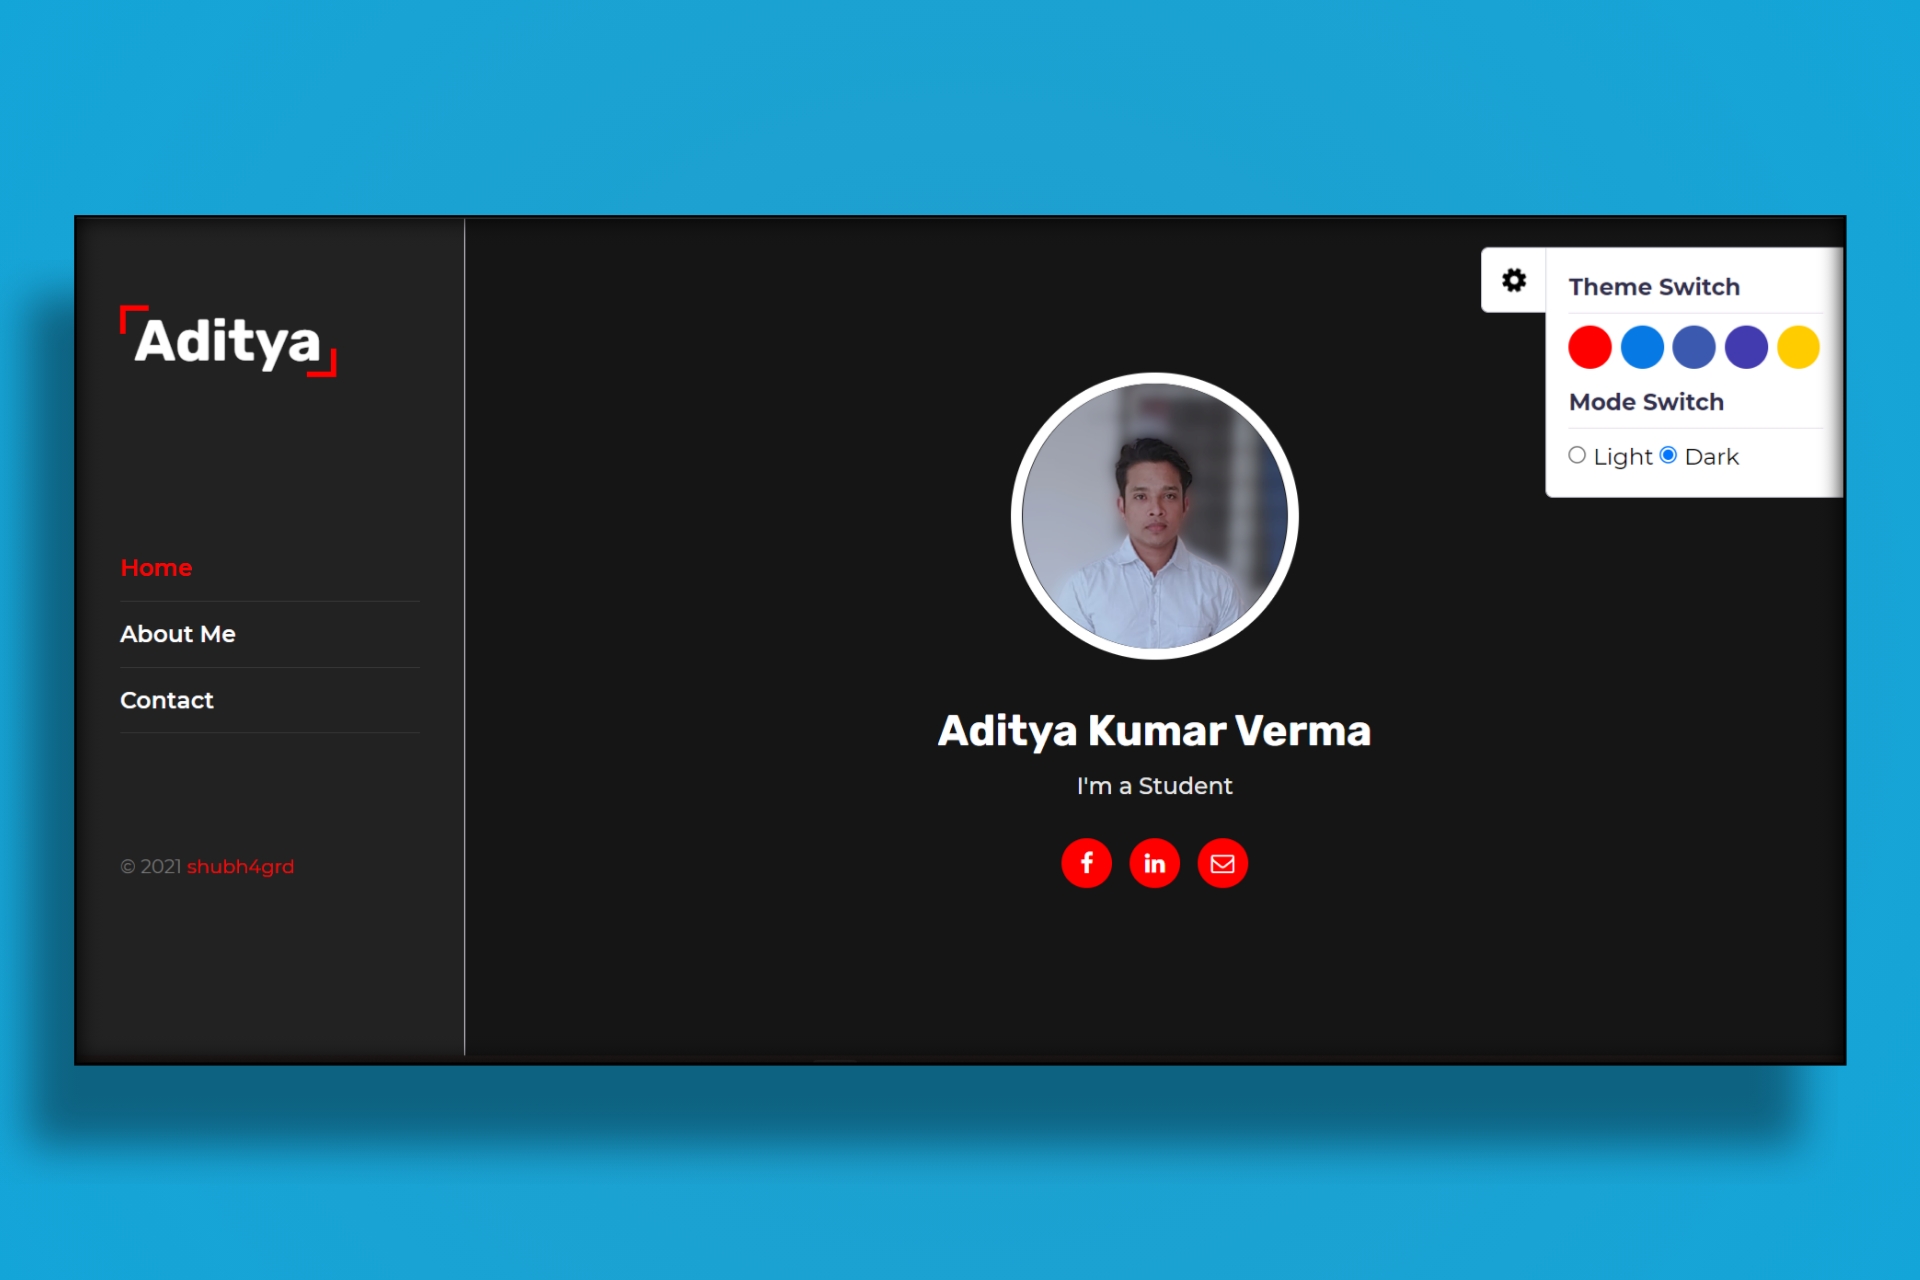 Aditya
Home
About Me
Contact
© 2021 shubh4grd
Theme Switch
Mode Switch
Light Dark
Aditya Kumar Verma
I'm a Student
f
in